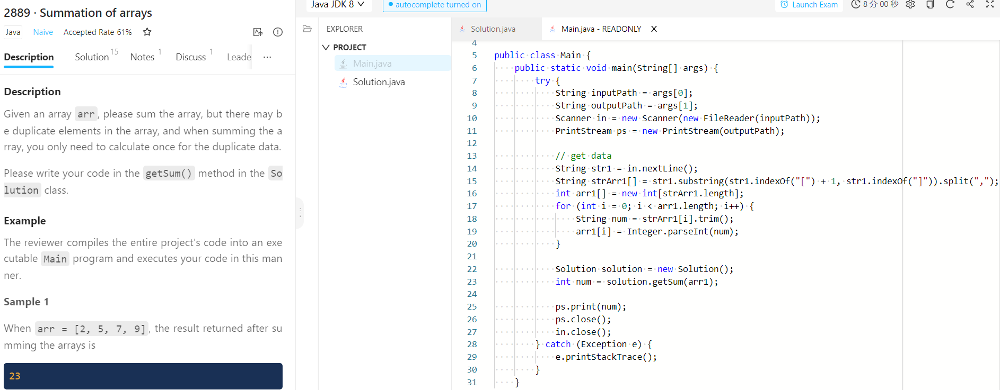 2889 · Summation of arrays
Java Naive Accepted Rate 61%
Description Solution 15 Notes 1 Discuss 1 Leade ...
Description
Given an array arr, please sum the array, but there may b
e duplicate elements in the array, and when summing the a
rray, you only need to calculate once for the duplicate data.
Please write your code in the getSum() method in the So
lution class.
Example
The reviewer compiles the entire project's code into an exe
cutable Main program and executes your code in this man
ner.
Sample 1
When arr = [2, 5, 7, 9], the result returned after su
mming the arrays is
23
Java JDK 8 autocomplete turned on Launch Exam 8 分 00 秒
EXPLORER
PROJECT
Main.java
Solution.java
Solution.java Main.java - READONLY X
4
5 public class Main {
6 public static void main(String[] args) {
7 try {
8 String inputPath = args[0];
9 String outputPath = args[1];
10 Scanner in = new Scanner(new FileReader(inputPath));
11 PrintStream ps = new PrintStream(outputPath);
12
13 // get data
14 String str1 = in.nextLine();
15 String strArr1[] = str1.substring(str1.indexOf("[") + 1, str1.indexOf("]")).split(",");
16 int arr1[] = new int[strArr1.length];
17 for (int i = 0; i < arr1.length; i++) {
18 String num = strArr1[i].trim();
19 arr1[i] = Integer.parseInt(num);
20 }
21
22 Solution solution = new Solution();
23 int num = solution.getSum(arr1);
24
25 ps.print(num);
26 ps.close();
27 in.close();
28 } catch (Exception e) {
29 e.printStackTrace();
30 }
31 }